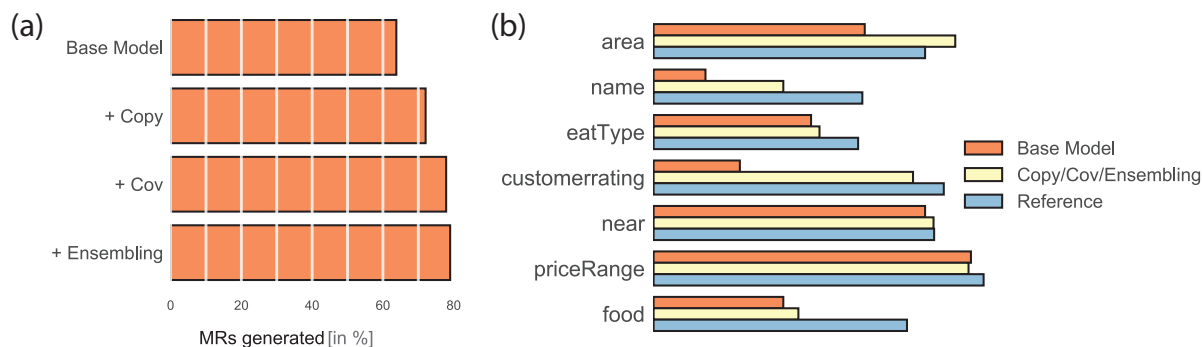 (a)
Base Model
+ Copy
+ Cov
+ Ensembling
0 20 40 60 80
MRs generated [in %]
(b)
area
name
eatType
customerrating
near
priceRange
food
Base Model
Copy/Cov/Ensembling
Reference